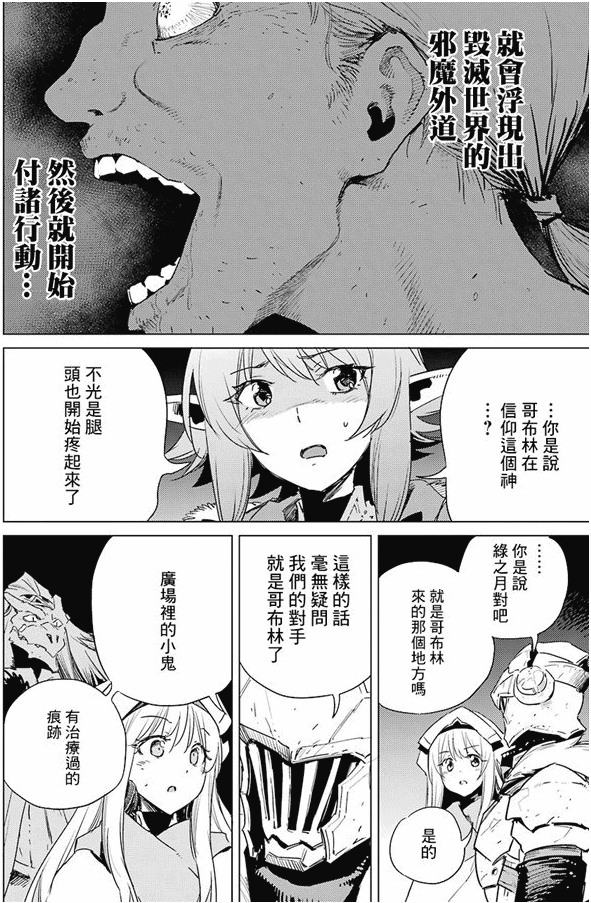 就會浮現出
毀滅世界的
邪魔外道
然後就開始
付諸行動…
…你是說
哥布林在
信仰這個神
…?
不光是腿
頭也開始疼起來了
……
你是說
綠之月對吧
就是哥布林
來的那個地方嗎
是的
這樣的話
毫無疑問
我們的對手
就是哥布林了
廣場裡的小鬼
有治療過的
痕跡